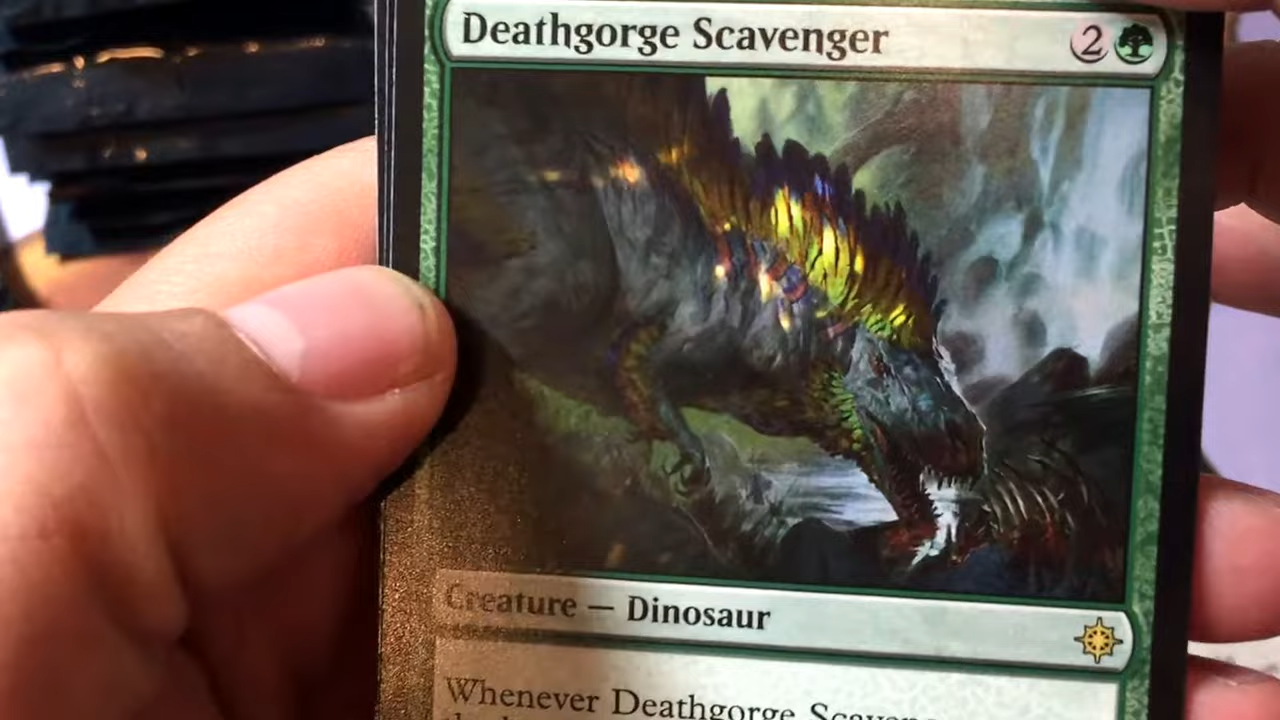 Deathgorge Scavenger 2
Creature — Dinosaur
Whenever Deathgorge